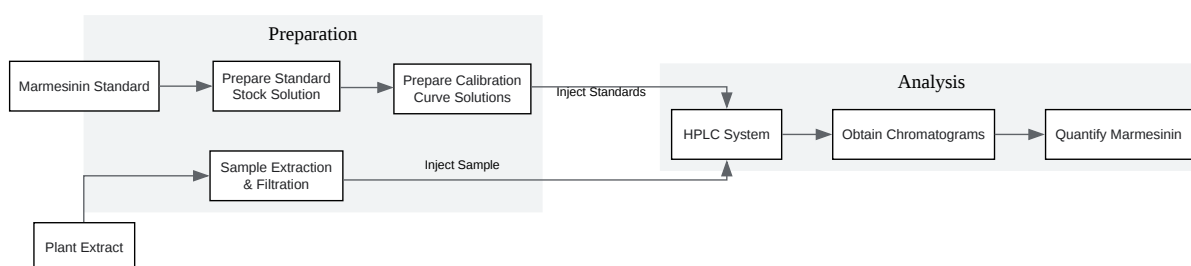 Preparation
Marmesinin Standard
Prepare Standard
Stock Solution
Prepare Calibration
Curve Solutions
Inject Standards
Analysis
HPLC System
Obtain Chromatograms
Quantify Marmesinin
Sample Extraction
& Filtration
Inject Sample
Plant Extract